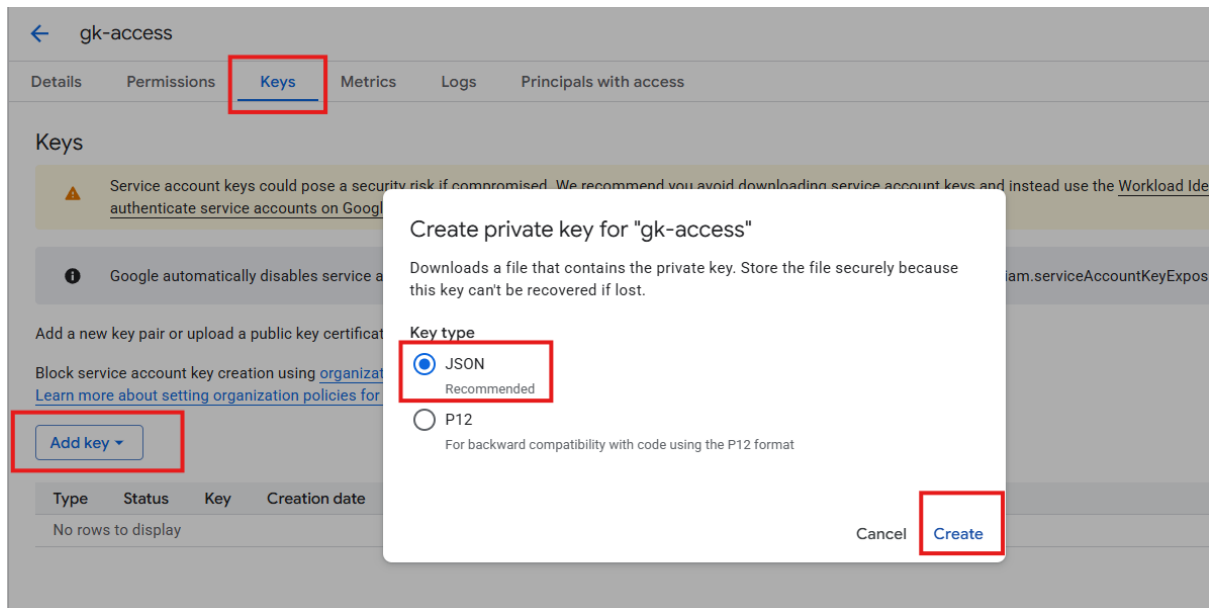 gk-access
Details Permissions Keys Metrics Logs Principals with access
Keys
Service account keys could pose a security risk if compromised. We recommend you avoid downloading service account keys and instead use the Workload Ide
authenticate service accounts on Googl
Google automatically disables service a
iam.serviceAccountKeyExpos
Add a new key pair or upload a public key certificat
Block service account key creation using organizat
Learn more about setting organization policies for
Add key
Type Status Key Creation date
No rows to display
Create private key for "gk-access"
Downloads a file that contains the private key. Store the file securely because
this key can't be recovered if lost.
Key type
JSON
Recommended
P12
For backward compatibility with code using the P12 format
Cancel Create